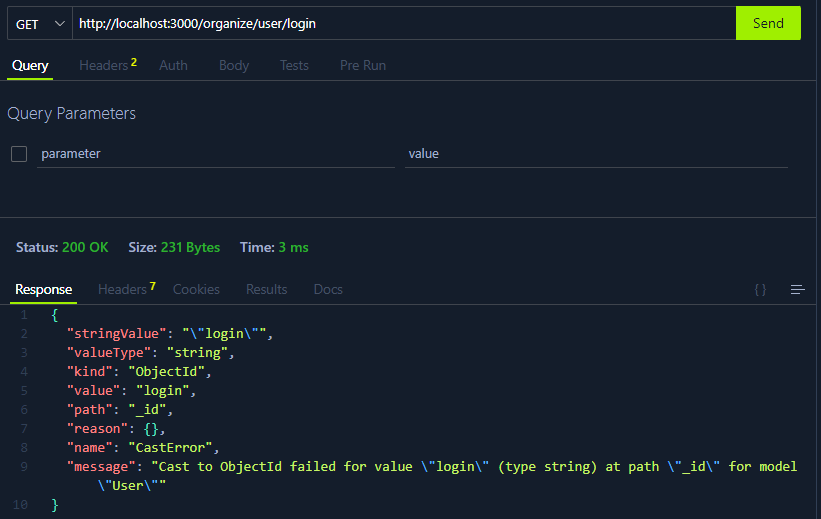 GET http://localhost:3000/organize/user/login Send
Query Headers 2 Auth Body Tests Pre Run
Query Parameters
parameter value
Status: 200 OK Size: 231 Bytes Time: 3 ms
Response Headers 7 Cookies Results Docs { }
1 {
2 "stringValue": "\"login\"",
3 "valueType": "string",
4 "kind": "ObjectId",
5 "value": "login",
6 "path": "_id",
7 "reason": {},
8 "name": "CastError",
9 "message": "Cast to ObjectId failed for value \"login\" (type string) at path \"_id\" for model
\"User\""
10 }